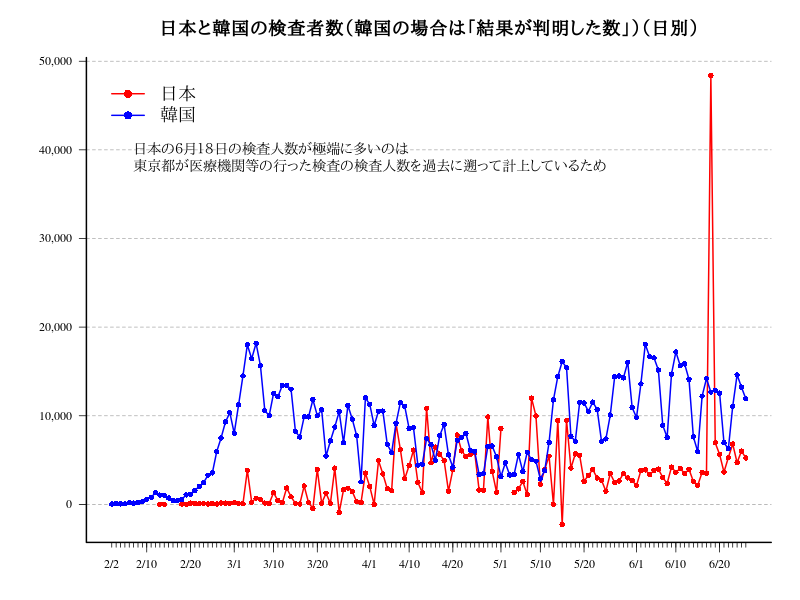 日本と韓国の検査者数（韓国の場合は「結果が判明した数」）（日別）
50,000
40,000
30,000
20,000
10,000
0
日本
韓国
日本の6月18日の検査人数が極端に多いのは
東京都が医療機関等の行った検査の検査人数を過去に遡って計上しているため
2/2 2/10 2/20 3/1 3/10 3/20 4/1 4/10 4/20 5/1 5/10 5/20 6/1 6/10 6/20